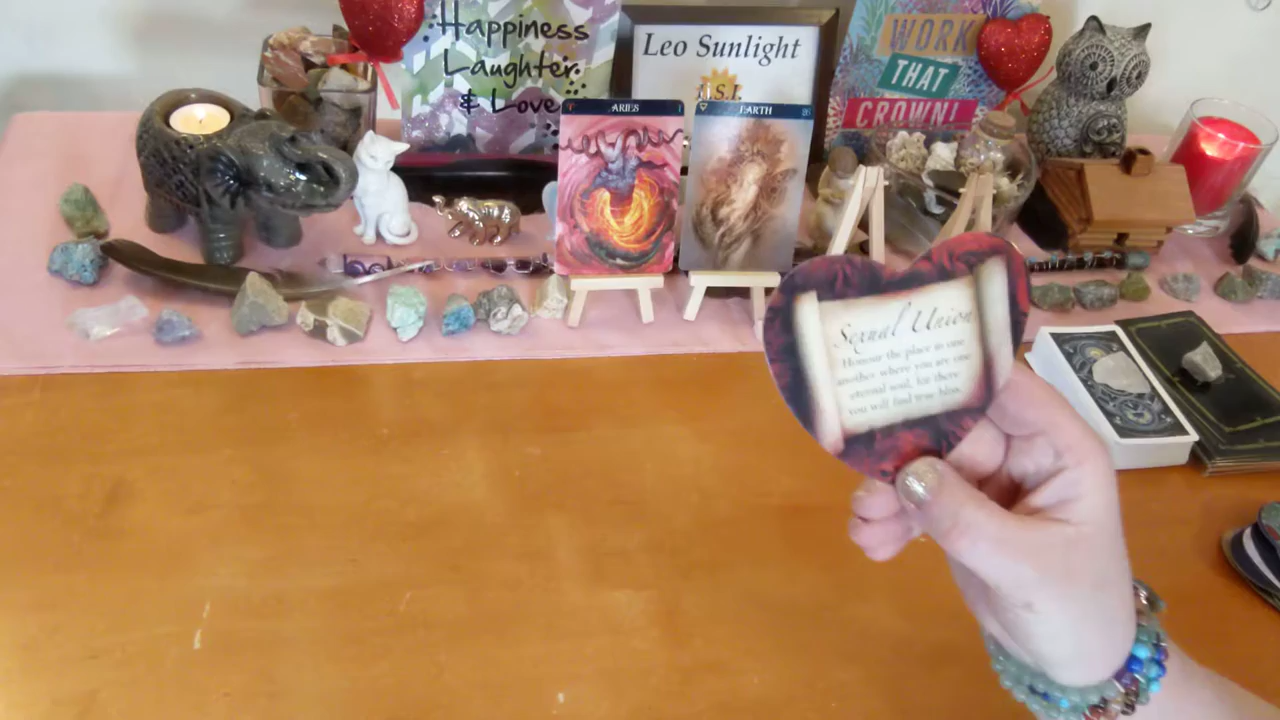 Happiness
Laughter
& Love
Leo Sunlight
L.S.I.
WORK
THAT
CROWN!
ARIES
EARTH
Sexual Union
Honour the place in one
another where you are one
eternal soul, for there
you will find true bliss.